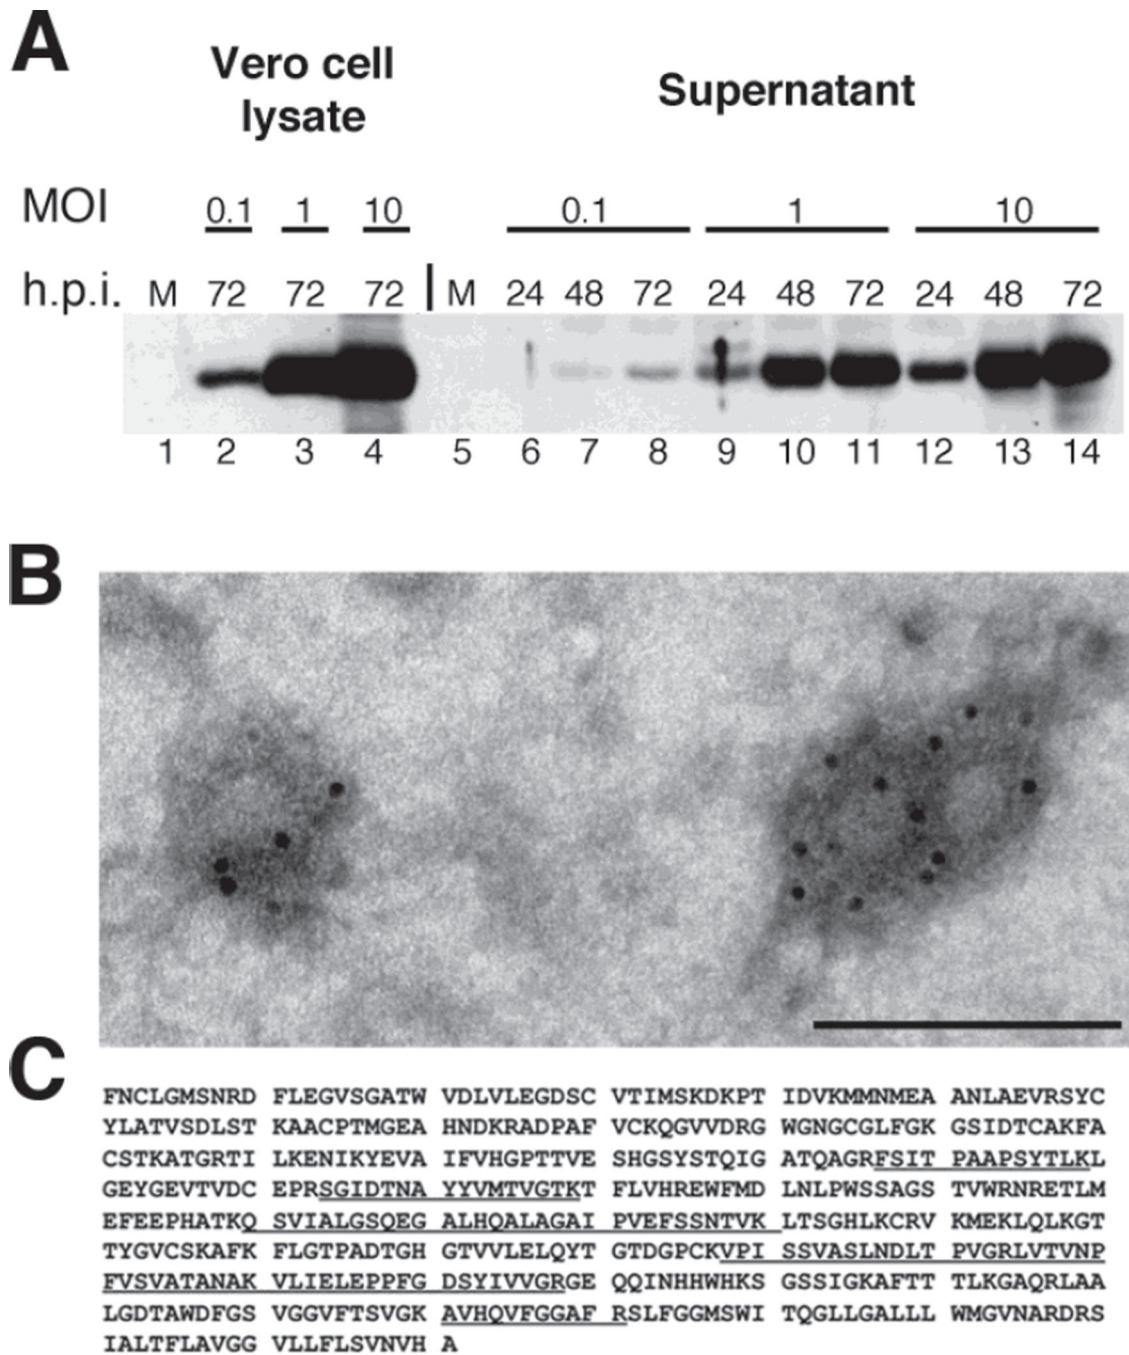 A
Vero cell
lysate
Supernatant
MOI 0.1 1 10 0.1 1 10
h.p.i. M 72 72 72 M 24 48 72 24 48 72 24 48 72
1 2 3 4 5 6 7 8 9 10 11 12 13 14
B
C
FNCLGMSNRD FLEGVSGATW VDLVLEGDSC VTIMSKDKPT IDVKMMNMEA ANLAEVRSYC
YLATVSDLST KAACPTMGEA HNDKRADPAF VCKQGVVDRG WGNGCGLFGK GSIDTCAKFA
CSTKATGRTI LKENIKYEVA IFVHGPTTVE SHGSYSTQIG ATQAGRFSIT PAAPSYTLKL
GEYGEVTVDC EPRSGIDTNA YYVMTVGTKT FLVHREWFMD LNLPWSSAGS TVWRNRETLM
EFEEPHATKQ SVIALGSQEG ALHQALAGAI PVEFSSNTVK LTSGHLKCRV KMEKLQLKGT
TYGVCSKAFK FLGTPADTGH GTVVLELQYT GTDGPCKVPI SSVASLNDLT PVGRLVTVNP
FVSVATANAK VLIELEPPFG DSYIVVGRGE QQINHHWHKS GSSIGKAFTT TLKGAQRLAA
LGDTAWDFGS VGGVFTSVGK AVHQVFGGAF RSLFGGMSWI TQGLLGALLL WMGVNARDRS
IALTFLAVGG VLLFLSVNVH A